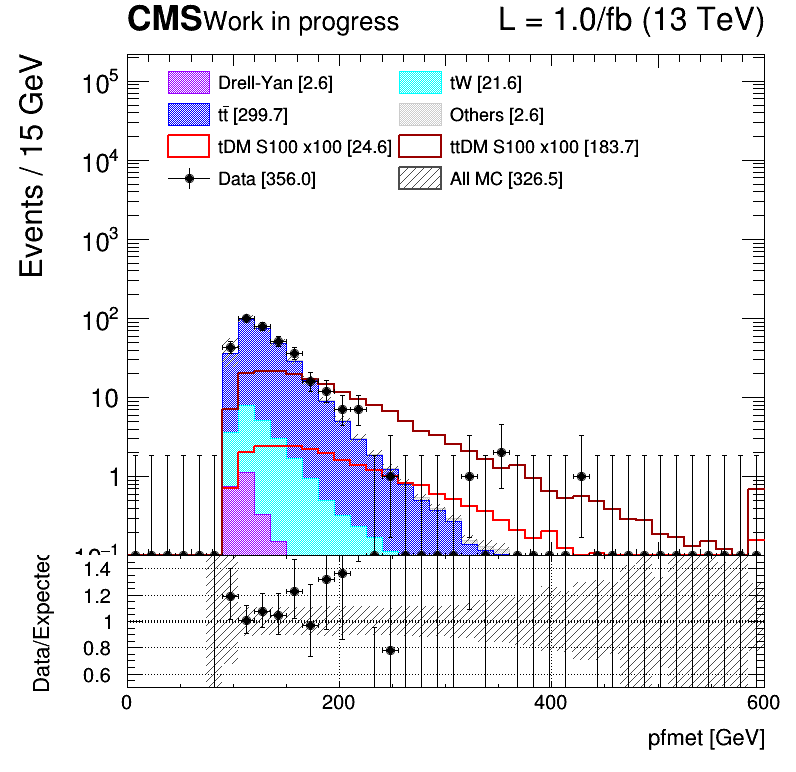 CMS Work in progress L = 1.0/fb (13 TeV)
Events / 15 GeV
10⁵
10⁴
10³
10²
10
1
10⁻¹
Drell-Yan [2.6] tW [21.6]
tt̄ [299.7] Others [2.6]
tDM S100 x100 [24.6] ttDM S100 x100 [183.7]
Data [356.0] All MC [326.5]
Data/Expected
1.4
1.2
1
0.8
0.6
0 200 400 600
pfmet [GeV]